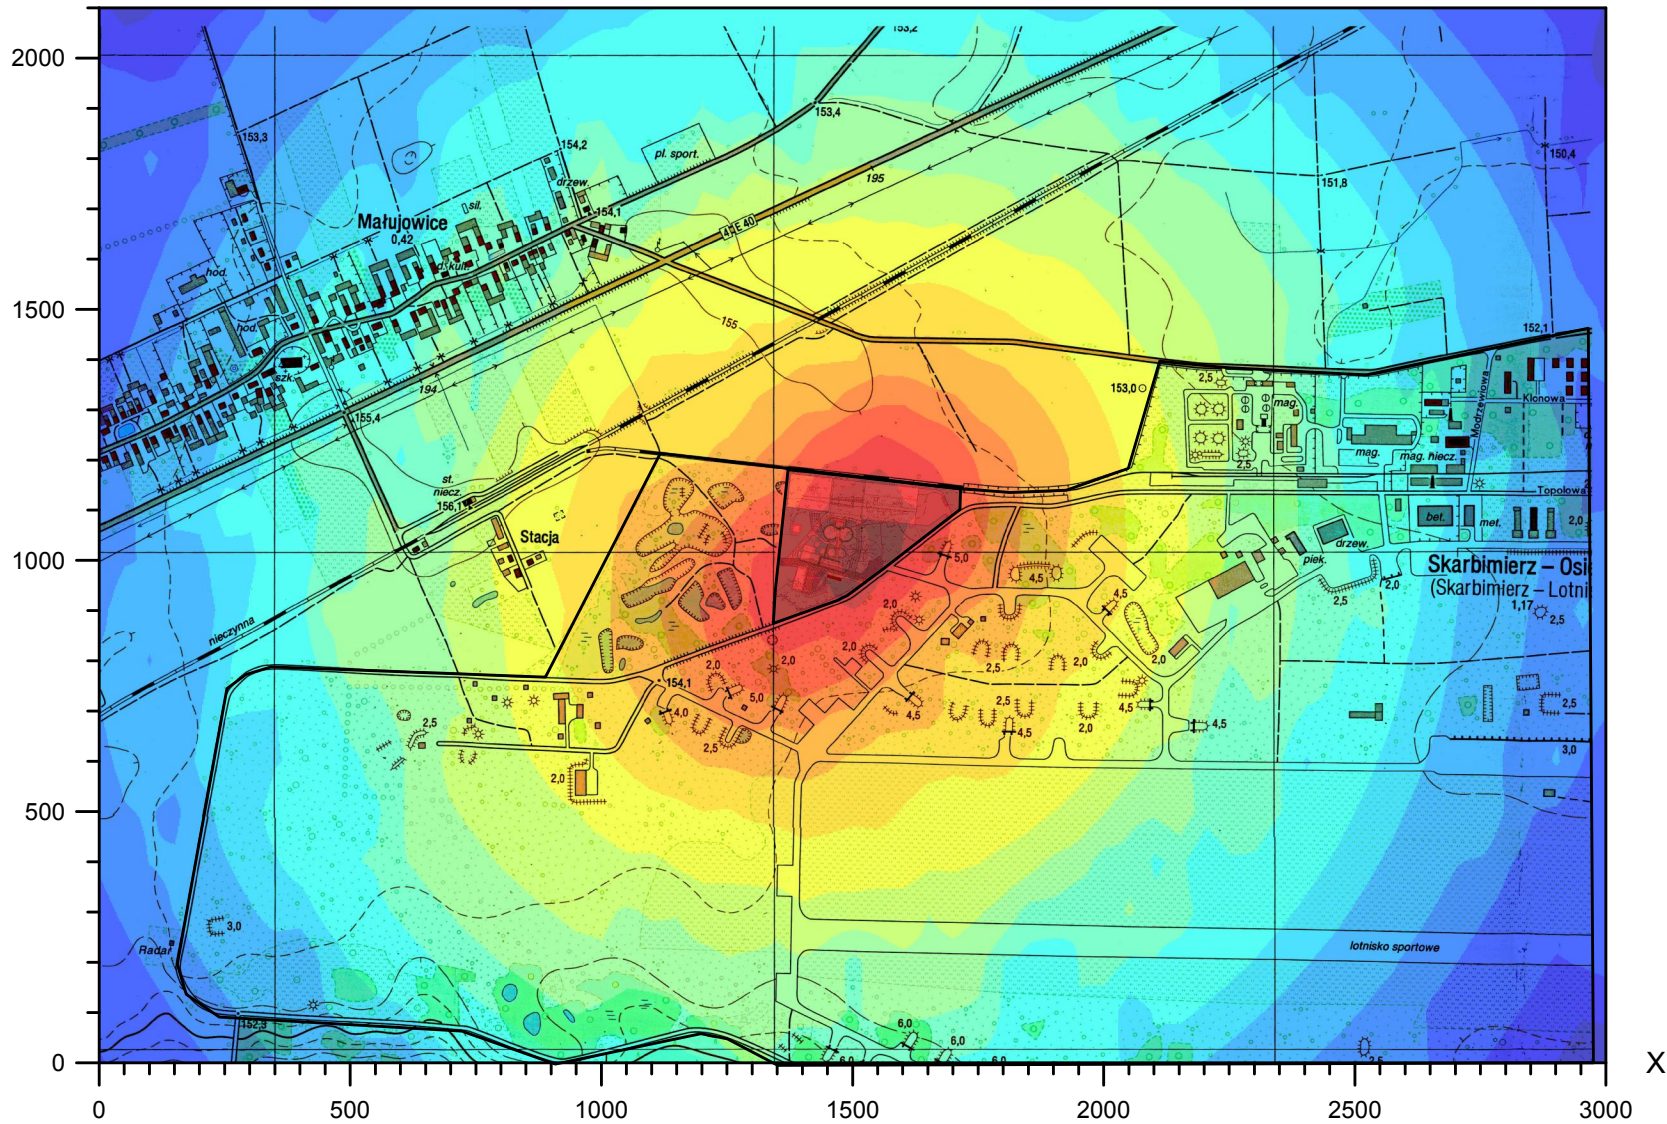 2000
1500
1000
500
0
0
500
1000
1500
2000
2500
3000
X
153,2
153,3
153,4
154,2
pl. sport.
150,4
195
151,8
drzew.
sil.
154,1
Małujowice
0,42
E 40
d. kult.
hod.
hod.
155
152,1
szk.
194
153,0
2,5
mag.
Modrzewiowa
Klonowa
155,4
st.
niecz.
156,1
2,5
mag.
mag. niecz.
Topolowa
Stacja
bet.
met.
2,0
drzew.
piek.
5,0
4,5
Skarbimierz – Osi
(Skarbimierz – Lotni
1,17
2,5
2,0
2,5
4,5
2,0
nieczynna
2,0
2,0
2,0
2,5
2,0
2,0
154,1
5,0
4,0
2,5
4,5
2,5
4,5
2,0
4,5
4,5
2,5
2,5
3,0
2,0
3,0
Radar
lotnisko sportowe
152,3
6,0
6,0
6,0
6,0
2,5